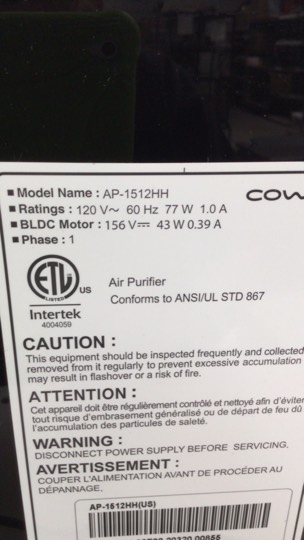 ■ Model Name : AP-1512HH
COW
■ Ratings : 120 V~ 60 Hz 77 W 1.0 A
■ BLDC Motor : 156 V⎓ 43 W 0.39 A
■ Phase : 1
ETL
LISTED
US
Intertek
4004059
Air Purifier
Conforms to ANSI/UL STD 867
CAUTION :
This equipment should be inspected frequently and collected
removed from it regularly to prevent excessive accumulation
may result in flashover or a risk of fire.
ATTENTION :
Cet appareil doit être régulièrement contrôlé et nettoyé afin d'éviter
tout risque d'embrasement généralisé ou de départ de feu dû
l'accumulation des particules de saleté.
WARNING :
DISCONNECT POWER SUPPLY BEFORE SERVICING.
AVERTISSEMENT :
COUPER L'ALIMENTATION AVANT DE PROCÉDER AU
DÉPANNAGE.
AP-1512HH(US)